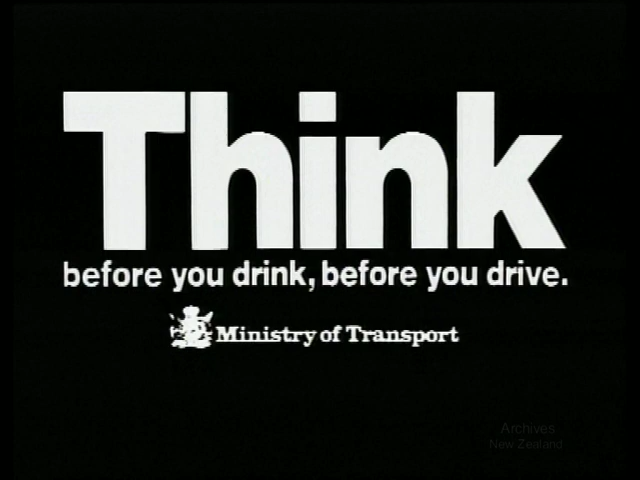 Think
before you drink, before you drive.
Ministry of Transport
Archives
New Zealand